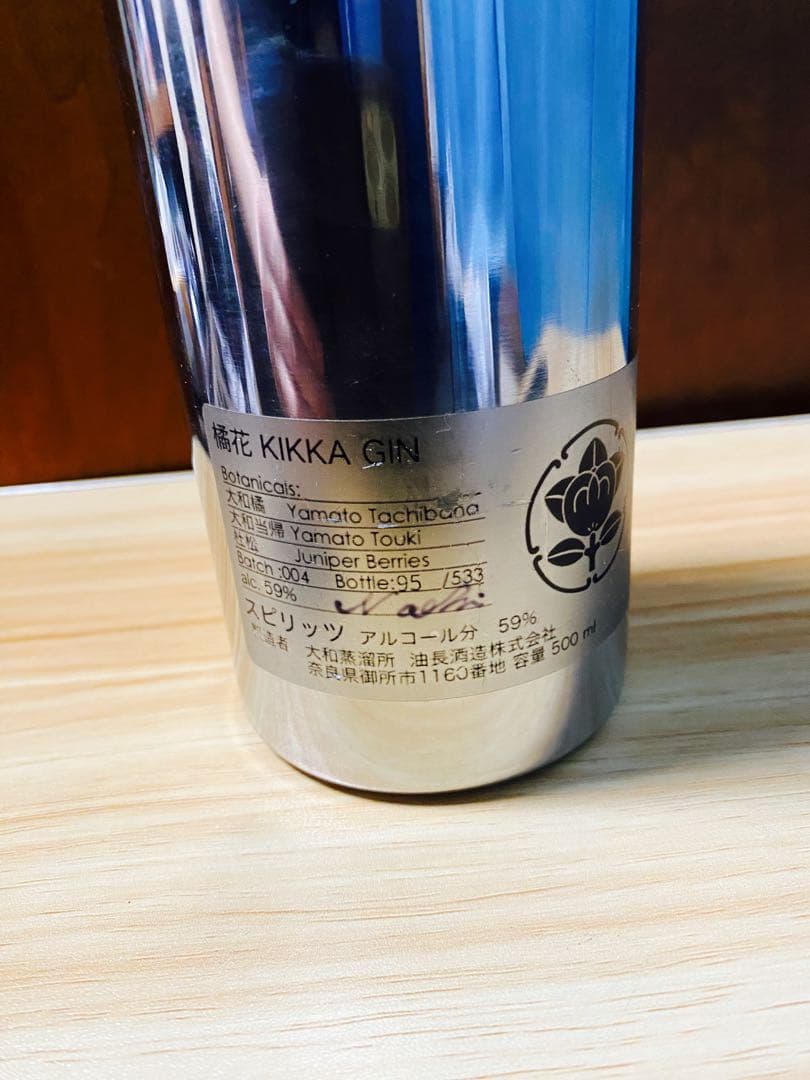 橘花 KIKKA GIN
Botanicals:
大和橘 Yamato Tachibana
大和当帰 Yamato Touki
杜松 Juniper Berries
Batch :004 Bottle:95 /533
alc. 59%
スピリッツ アルコール分 59%
製造者 大和蒸溜所 油長酒造株式会社
奈良県御所市1160番地 容量 500 ml